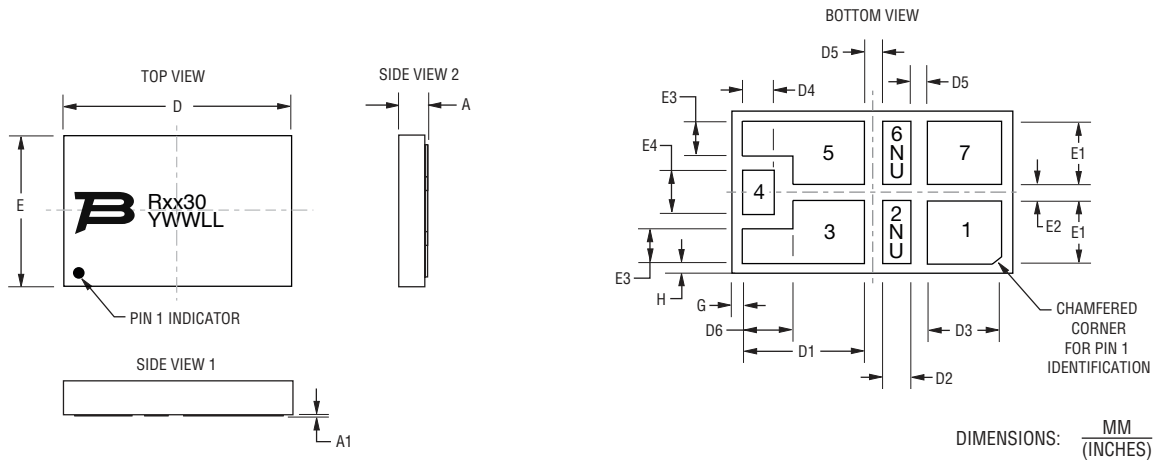 TOP VIEW
D
E
Rxx30
YWWLL
PIN 1 INDICATOR
SIDE VIEW 2
A
SIDE VIEW 1
A1
BOTTOM VIEW
D5
D5
D4
E3
E4
E3
H
G
D6
D1
D2
D3
E1
E2
E1
5
6
N
U
7
4
3
2
N
U
1
CHAMFERED
CORNER
FOR PIN 1
IDENTIFICATION
DIMENSIONS: MM
(INCHES)